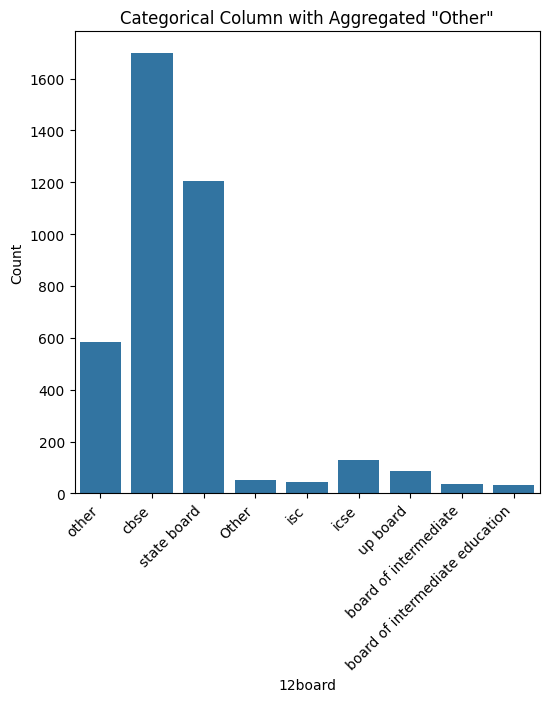 Categorical Column with Aggregated "Other"
1600
1400
1200
1000
800
600
400
200
0
Count
other
cbse
state board
Other
isc
icse
up board
board of intermediate
board of intermediate education
12board